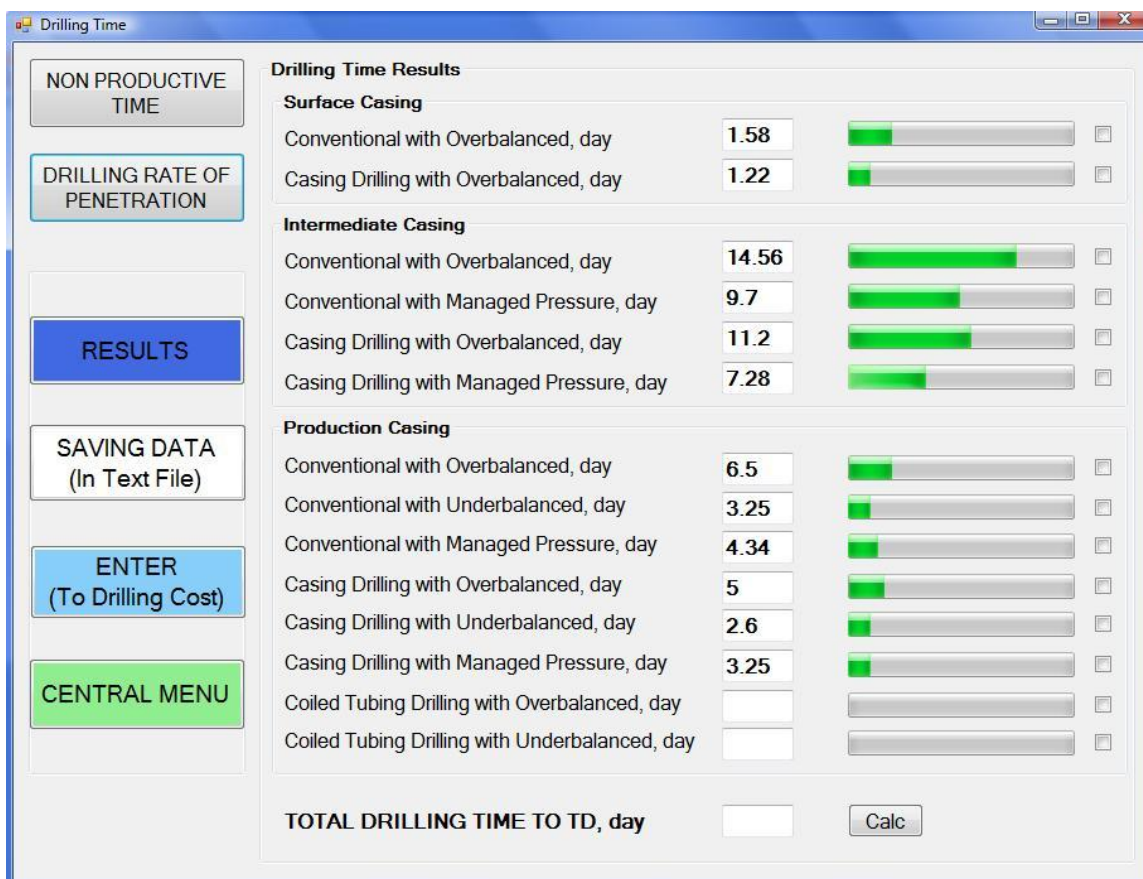 Drilling Time
NON PRODUCTIVE
TIME
DRILLING RATE OF
PENETRATION
RESULTS
SAVING DATA
(In Text File)
ENTER
(To Drilling Cost)
CENTRAL MENU
Drilling Time Results
Surface Casing
Conventional with Overbalanced, day 1.58
Casing Drilling with Overbalanced, day 1.22
Intermediate Casing
Conventional with Overbalanced, day 14.56
Conventional with Managed Pressure, day 9.7
Casing Drilling with Overbalanced, day 11.2
Casing Drilling with Managed Pressure, day 7.28
Production Casing
Conventional with Overbalanced, day 6.5
Conventional with Underbalanced, day 3.25
Conventional with Managed Pressure, day 4.34
Casing Drilling with Overbalanced, day 5
Casing Drilling with Underbalanced, day 2.6
Casing Drilling with Managed Pressure, day 3.25
Coiled Tubing Drilling with Overbalanced, day
Coiled Tubing Drilling with Underbalanced, day
TOTAL DRILLING TIME TO TD, day Calc